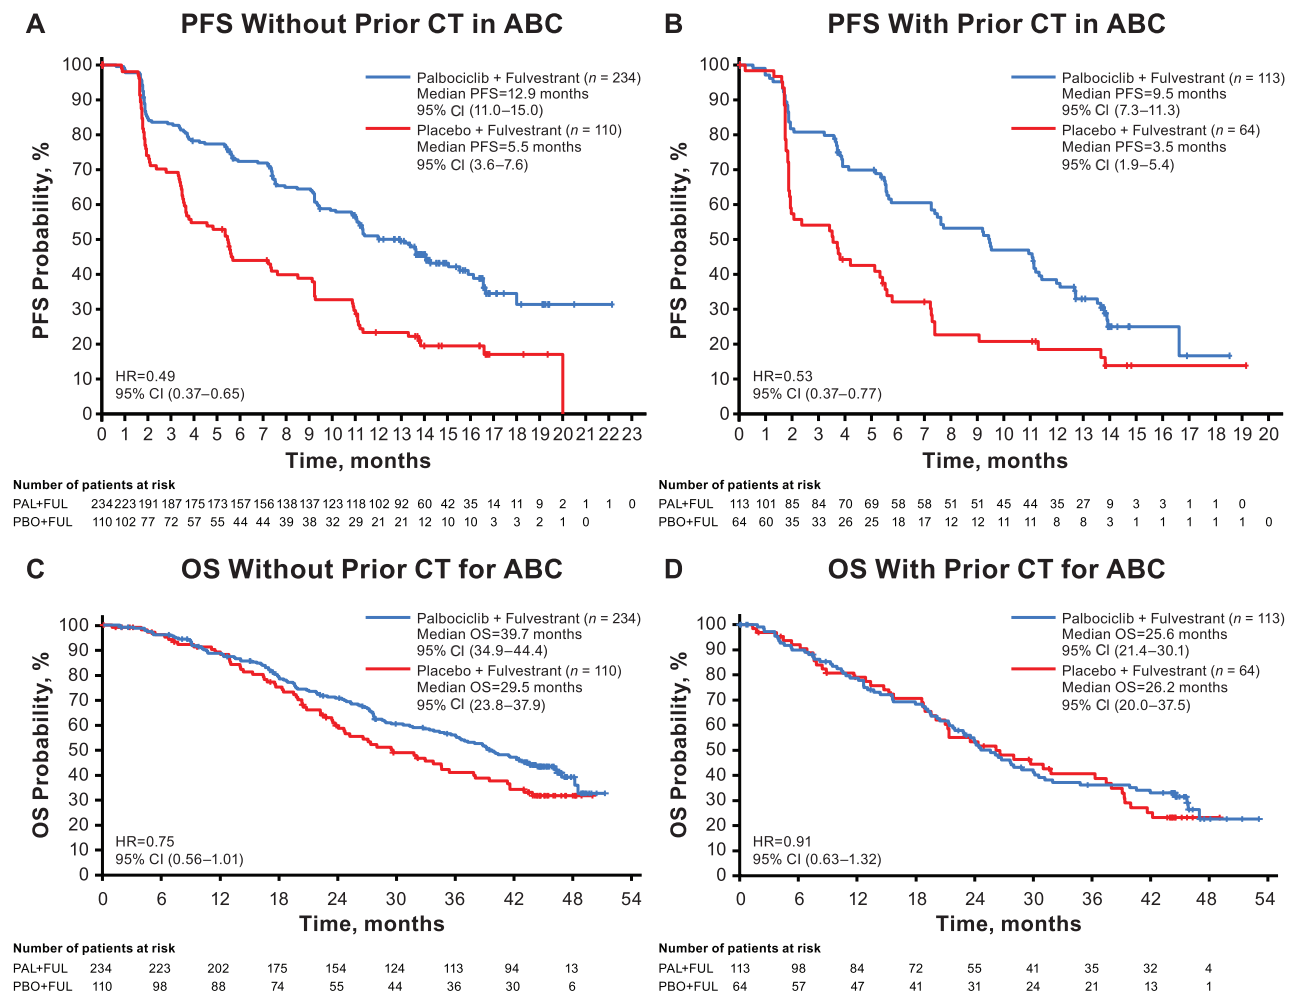 A PFS Without Prior CT in ABC
PFS Probability, %
100
90
80
70
60
50
40
30
20
10
0
Palbociclib + Fulvestrant (n = 234)
Median PFS=12.9 months
95% CI (11.0–15.0)
Placebo + Fulvestrant (n = 110)
Median PFS=5.5 months
95% CI (3.6–7.6)
HR=0.49
95% CI (0.37–0.65)
0 1 2 3 4 5 6 7 8 9 10 11 12 13 14 15 16 17 18 19 20 21 22 23
Time, months
Number of patients at risk
PAL+FUL 234 223 191 187 175 173 157 156 138 137 123 118 102 92 60 42 35 14 11 9 2 1 1 0
PBO+FUL 110 102 77 72 57 55 44 44 39 38 32 29 21 21 12 10 10 3 3 2 1 0
B PFS With Prior CT in ABC
PFS Probability, %
100
90
80
70
60
50
40
30
20
10
0
Palbociclib + Fulvestrant (n = 113)
Median PFS=9.5 months
95% CI (7.3–11.3)
Placebo + Fulvestrant (n = 64)
Median PFS=3.5 months
95% CI (1.9–5.4)
HR=0.53
95% CI (0.37–0.77)
0 1 2 3 4 5 6 7 8 9 10 11 12 13 14 15 16 17 18 19 20
Time, months
Number of patients at risk
PAL+FUL 113 101 85 84 70 69 58 58 51 51 45 44 35 27 9 3 3 1 1 0
PBO+FUL 64 60 35 33 26 25 18 17 12 12 11 11 8 8 3 1 1 1 1 1 0
C OS Without Prior CT for ABC
OS Probability, %
100
90
80
70
60
50
40
30
20
10
0
Palbociclib + Fulvestrant (n = 234)
Median OS=39.7 months
95% CI (34.9–44.4)
Placebo + Fulvestrant (n = 110)
Median OS=29.5 months
95% CI (23.8–37.9)
HR=0.75
95% CI (0.56–1.01)
0 6 12 18 24 30 36 42 48 54
Time, months
Number of patients at risk
PAL+FUL 234 223 202 175 154 124 113 94 13
PBO+FUL 110 98 88 74 55 44 36 30 6
D OS With Prior CT for ABC
OS Probability, %
100
90
80
70
60
50
40
30
20
10
0
Palbociclib + Fulvestrant (n = 113)
Median OS=25.6 months
95% CI (21.4–30.1)
Placebo + Fulvestrant (n = 64)
Median OS=26.2 months
95% CI (20.0–37.5)
HR=0.91
95% CI (0.63–1.32)
0 6 12 18 24 30 36 42 48 54
Time, months
Number of patients at risk
PAL+FUL 113 98 84 72 55 41 35 32 4
PBO+FUL 64 57 47 41 31 24 21 13 1